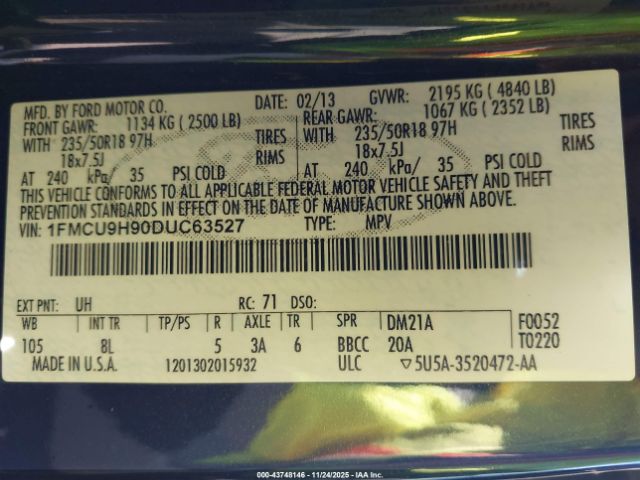 MFD. BY FORD MOTOR CO. DATE: 02/13 GVWR: 2195 KG ( 4840 LB)
FRONT GAWR: 1134 KG ( 2500 LB) REAR GAWR: 1067 KG ( 2352 LB)
WITH 235/50R18 97H TIRES WITH 235/50R18 97H TIRES
18x7.5J RIMS 18x7.5J RIMS
AT 240 kPa/ 35 PSI COLD AT 240 kPa/ 35 PSI COLD
THIS VEHICLE CONFORMS TO ALL APPLICABLE FEDERAL MOTOR VEHICLE SAFETY AND THEFT
PREVENTION STANDARDS IN EFFECT ON THE DATE OF MANUFACTURE SHOWN ABOVE.
VIN: 1FMCU9H90DUC63527 TYPE: MPV
EXT PNT: UH RC: 71 DSO:
WB INT TR TP/PS R AXLE TR SPR DM21A F0052
105 8L 5 3A 6 BBCC 20A T0220
MADE IN U.S.A. 1201302015932 ULC ▽5U5A-3520472-AA
000-43748146 - 11/24/2025 - IAA Inc.